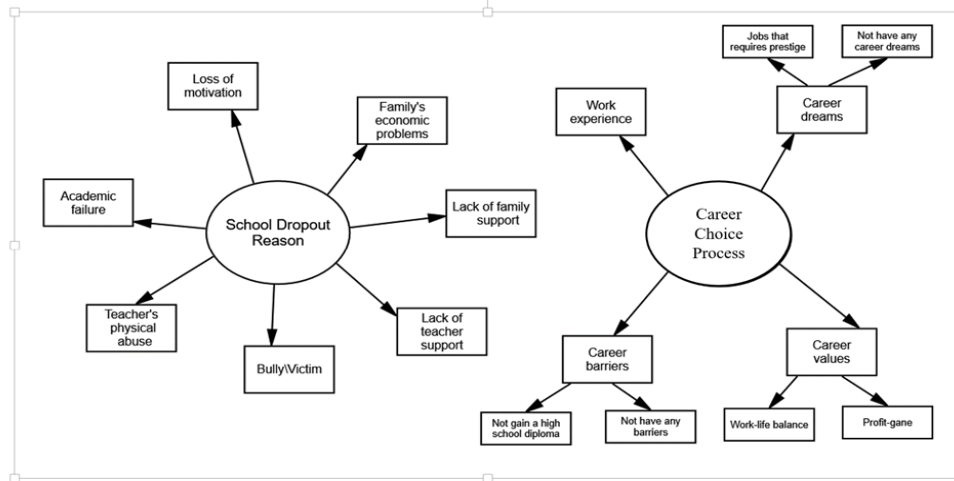 Loss of
motivation
Family's
economic
problems
Academic
failure
School Dropout
Reason
Lack of family
support
Teacher's
physical
abuse
Bully\Victim
Lack of
teacher
support
Jobs that
requires prestige
Not have any
career dreams
Work
experience
Career
dreams
Career
Choice
Process
Career
barriers
Career
values
Not gain a high
school diploma
Not have any
barriers
Work-life balance
Profit-gane